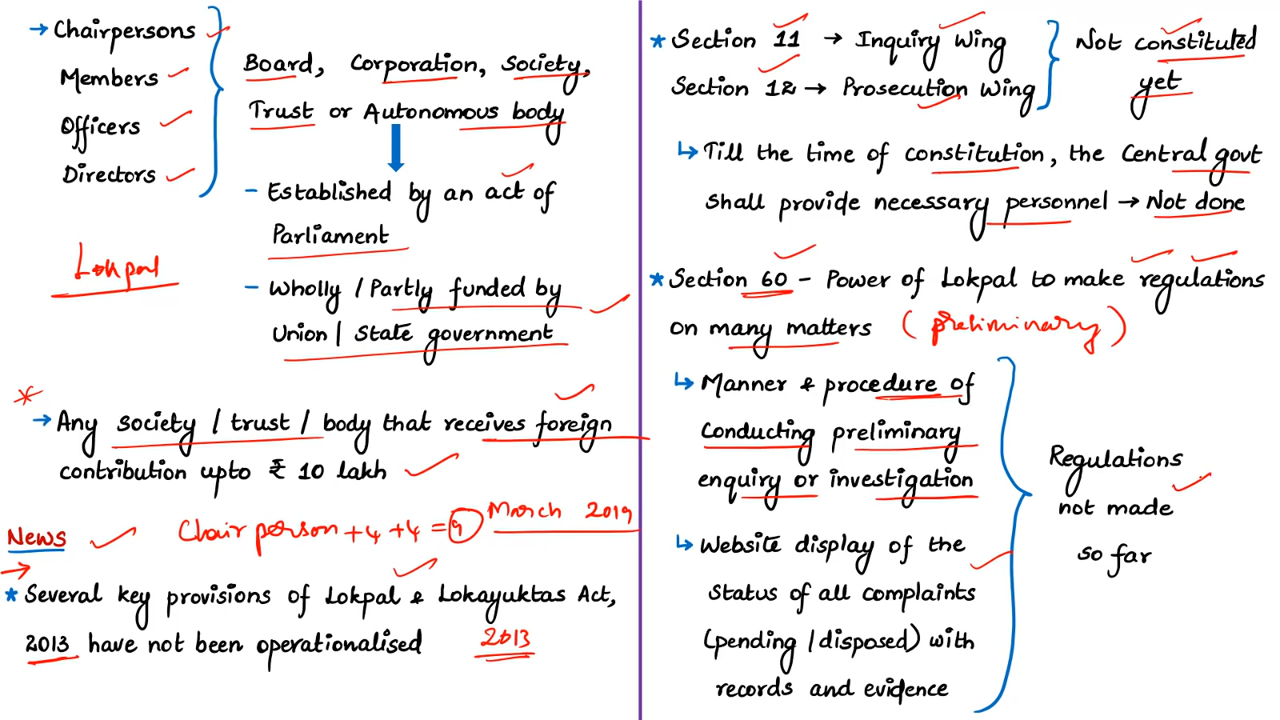 → Chairpersons
Members
Officers
Directors
Board, Corporation, Society,
Trust or Autonomous body
- Established by an act of
Parliament
- Wholly / Partly funded by
Union / State government
Lokpal
* → Any society / trust / body that receives foreign
contribution upto ₹ 10 lakh
News
Chairperson + 4 + 4 = 9 March 2019
→
* Several key provisions of Lokpal & Lokayuktas Act,
2013 have not been operationalised 2013
* Section 11 → Inquiry Wing
Section 12 → Prosecution Wing
Not constituted
yet
↳ Till the time of constitution, the Central govt
shall provide necessary personnel → Not done
* Section 60 - Power of Lokpal to make regulations
on many matters (preliminary)
↳ Manner & procedure of
Conducting preliminary
enquiry or investigation
↳ Website display of the
status of all complaints
(pending / disposed) with
records and evidence
Regulations
not made
so far